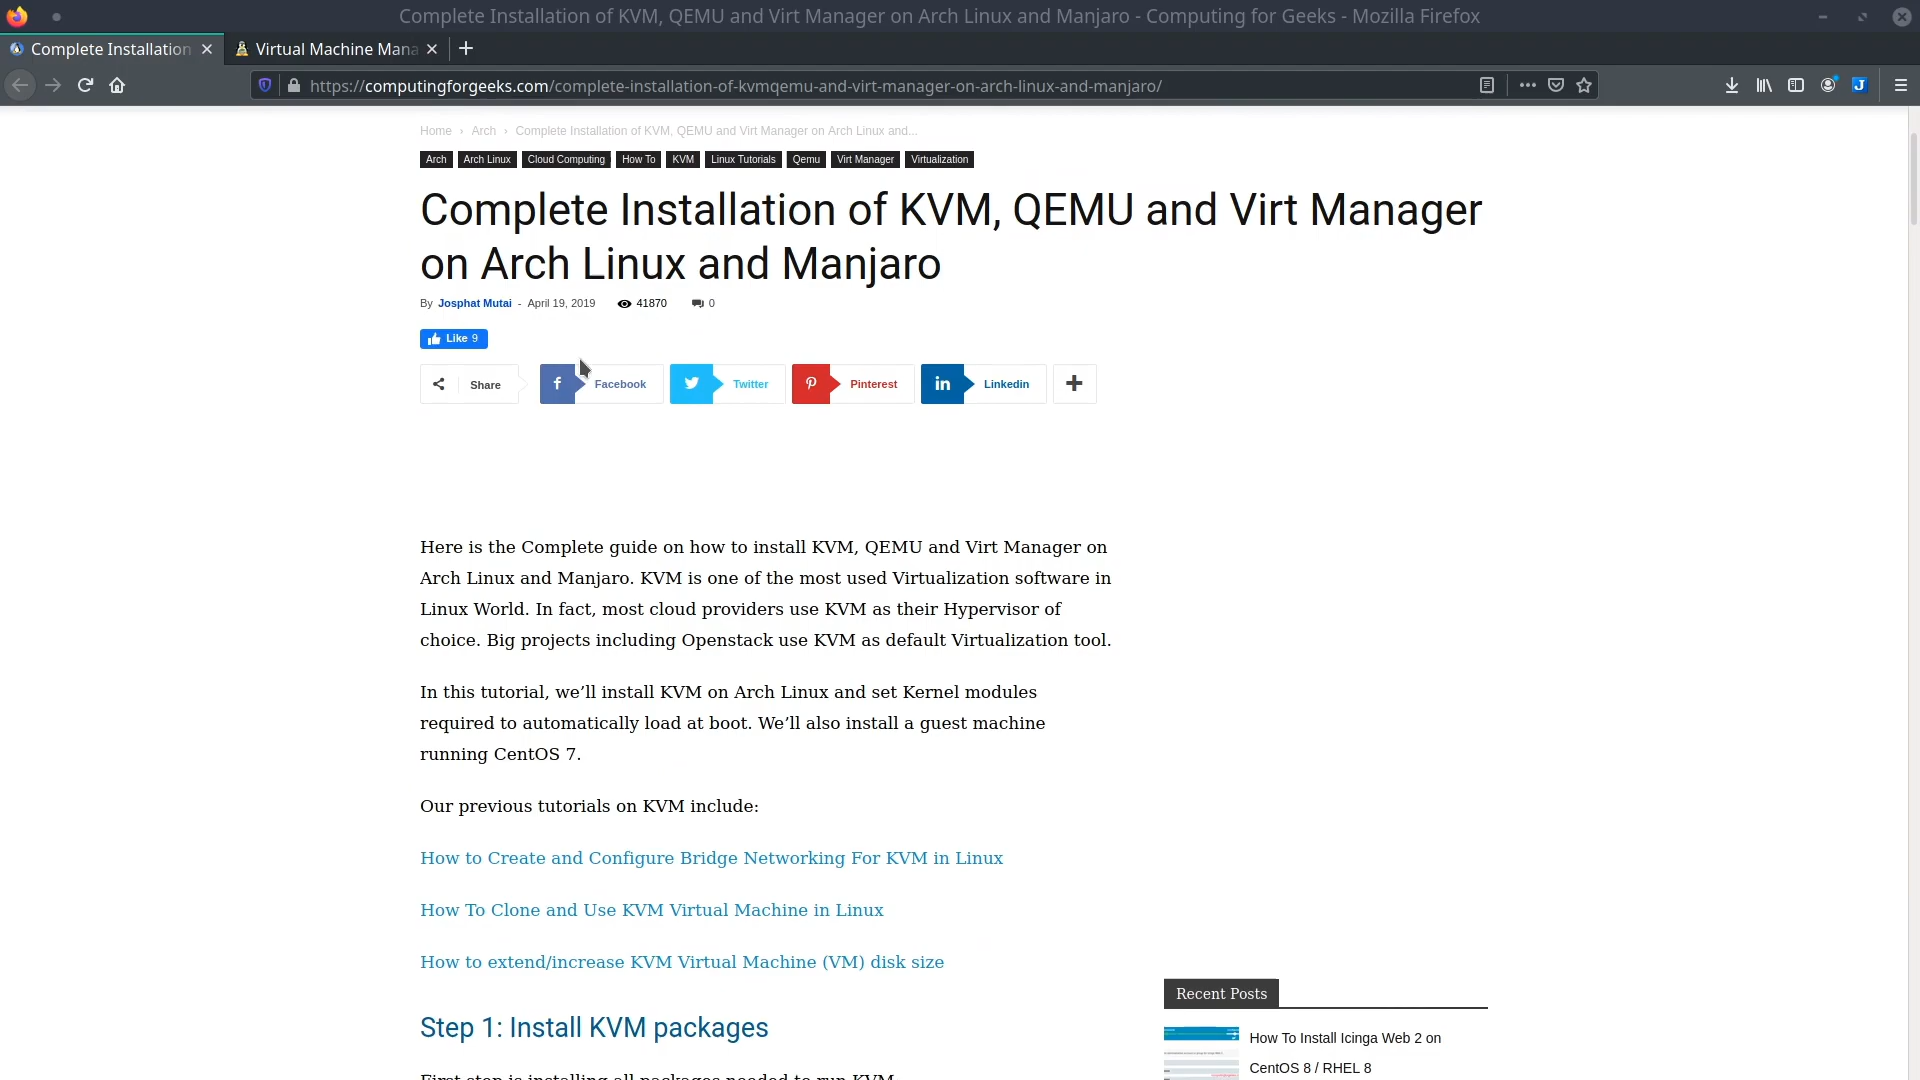 Complete Installation of KVM, QEMU and Virt Manager on Arch Linux and Manjaro - Computing for Geeks - Mozilla Firefox
Complete Installation
Virtual Machine Mana
https://computingforgeeks.com/complete-installation-of-kvmqemu-and-virt-manager-on-arch-linux-and-manjaro/
Home › Arch › Complete Installation of KVM, QEMU and Virt Manager on Arch Linux and...
Arch Arch Linux Cloud Computing How To KVM Linux Tutorials Qemu Virt Manager Virtualization
Complete Installation of KVM, QEMU and Virt Manager
on Arch Linux and Manjaro
By Josphat Mutai - April 19, 2019 41870 0
Like 9
Share Facebook Twitter Pinterest Linkedin
Here is the Complete guide on how to install KVM, QEMU and Virt Manager on
Arch Linux and Manjaro. KVM is one of the most used Virtualization software in
Linux World. In fact, most cloud providers use KVM as their Hypervisor of
choice. Big projects including Openstack use KVM as default Virtualization tool.
In this tutorial, we’ll install KVM on Arch Linux and set Kernel modules
required to automatically load at boot. We’ll also install a guest machine
running CentOS 7.
Our previous tutorials on KVM include:
How to Create and Configure Bridge Networking For KVM in Linux
How To Clone and Use KVM Virtual Machine in Linux
How to extend/increase KVM Virtual Machine (VM) disk size
Step 1: Install KVM packages
First step is installing all packages needed to run KVM:
Recent Posts
How To Install Icinga Web 2 on
CentOS 8 / RHEL 8